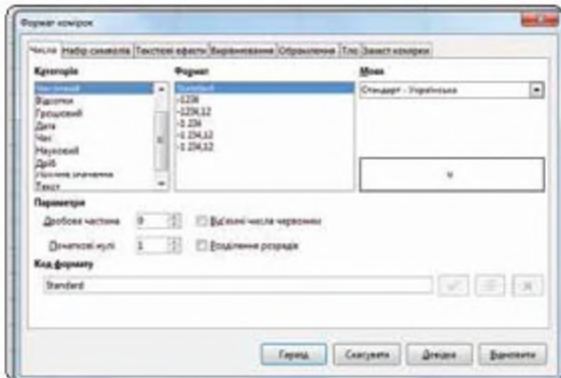 Формат комірок
Числа Набір символів Текстові ефекти Вирівнювання Обрамлення Тло Захист комірки
Категорія Формат Мова
Числовий Standard Стандарт - Українська
Відсотки -1234
Грошовий -1234,12
Дата -1 234
Час -1 234,12
Науковий -1 234,12
Дріб
Текст
Параметри
Дробова частина 0 Від'ємні числа червоним
Початкові нулі 1 Розділення розрядів
Код формату
Standard
Гаразд Скасувати Довідка Відновити